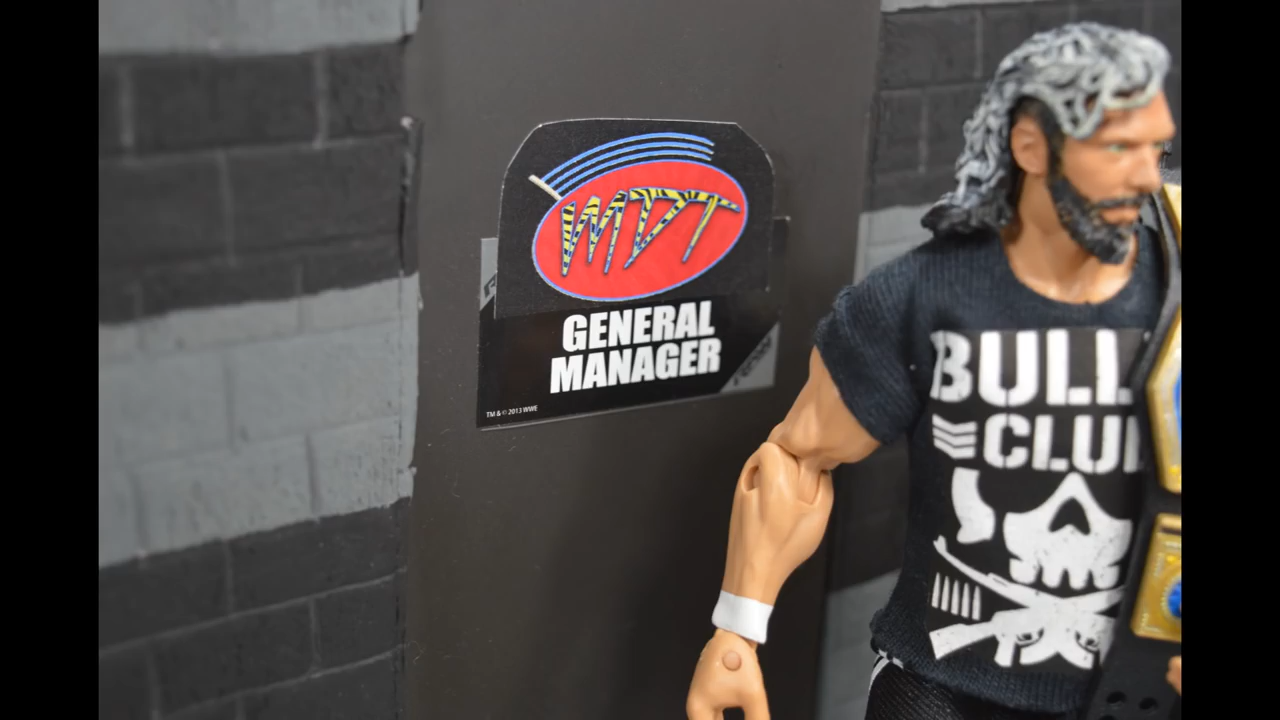 MDT
GENERAL
MANAGER
TM & © 2013 WWE
BULL
CLU